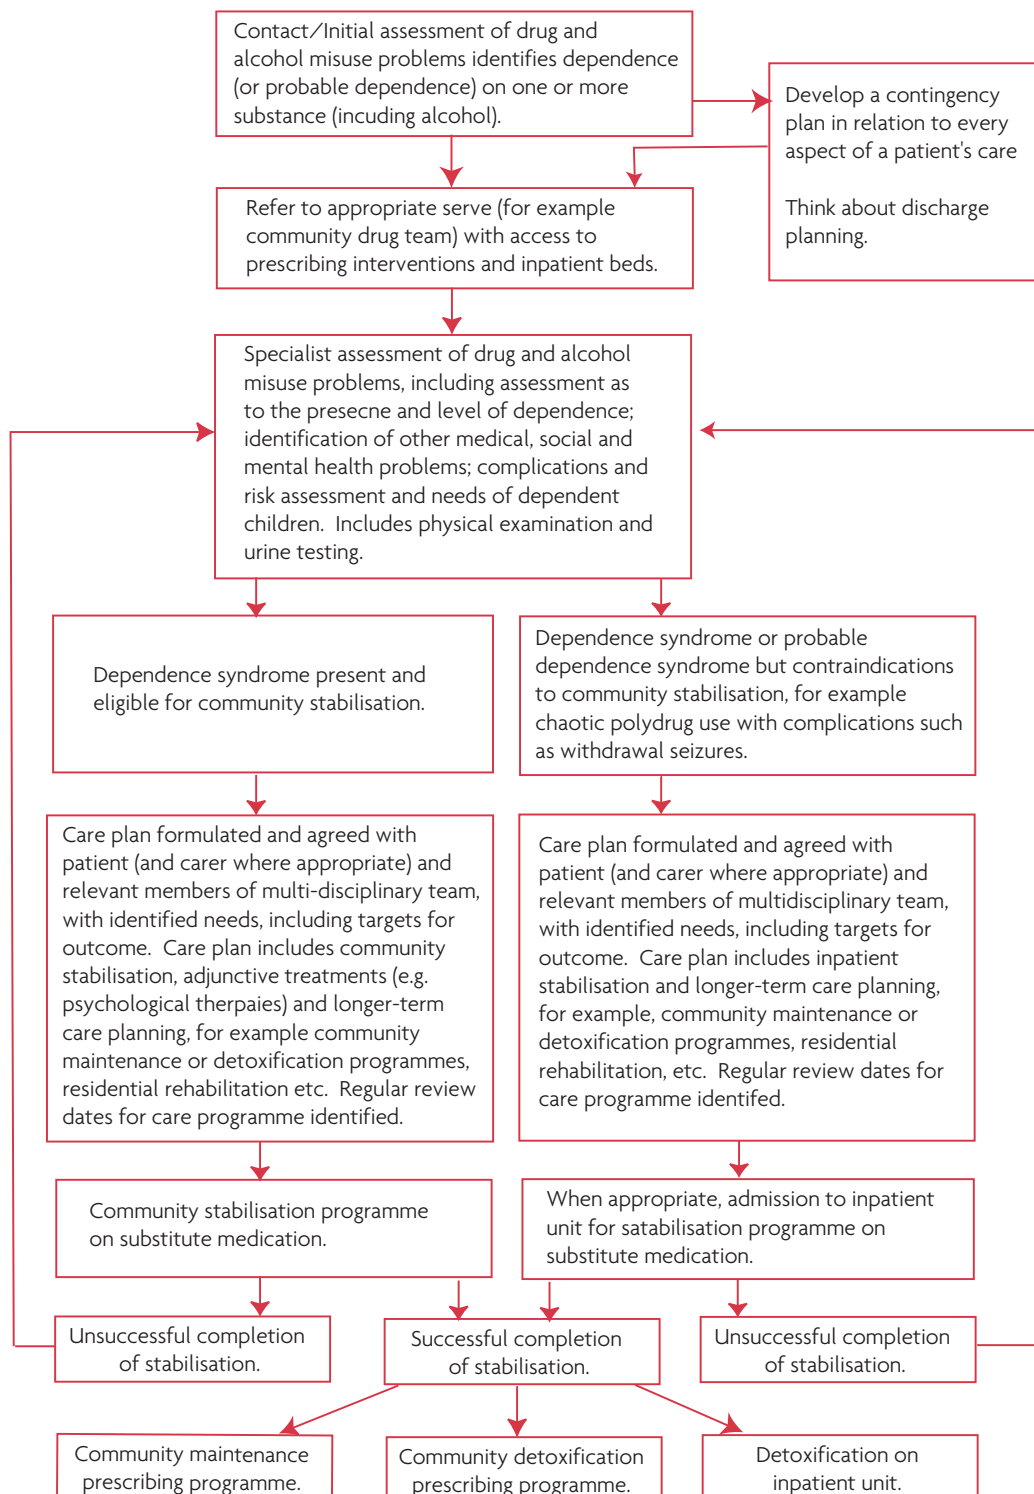 Contact/Initial assessment of drug and
alcohol misuse problems identifies dependence
(or probable dependence) on one or more
substance (incuding alcohol).
Develop a contingency
plan in relation to every
aspect of a patient's care
Think about discharge
planning.
Refer to appropriate serve (for example
community drug team) with access to
prescribing interventions and inpatient beds.
Specialist assessment of drug and alcohol
misuse problems, including assessment as
to the presecne and level of dependence;
identification of other medical, social and
mental health problems; complications and
risk assessment and needs of dependent
children. Includes physical examination and
urine testing.
Dependence syndrome present and
eligible for community stabilisation.
Dependence syndrome or probable
dependence syndrome but contraindications
to community stabilisation, for example
chaotic polydrug use with complications such
as withdrawal seizures.
Care plan formulated and agreed with
patient (and carer where appropriate) and
relevant members of multi-disciplinary team,
with identified needs, including targets for
outcome. Care plan includes community
stabilisation, adjunctive treatments (e.g.
psychological therpaies) and longer-term
care planning, for example community
maintenance or detoxification programmes,
residential rehabilitation etc. Regular review
dates for care programme identified.
Care plan formulated and agreed with
patient (and carer where appropriate) and
relevant members of multidisciplinary team,
with identified needs, including targets for
outcome. Care plan includes inpatient
stabilisation and longer-term care planning,
for example, community maintenance or
detoxification programmes, residential
rehabilitation, etc. Regular review dates for
care programme identifed.
Community stabilisation programme
on substitute medication.
When appropriate, admission to inpatient
unit for satabilisation programme on
substitute medication.
Unsuccessful completion
of stabilisation.
Successful completion
of stabilisation.
Unsuccessful completion
of stabilisation.
Community maintenance
prescribing programme.
Community detoxification
prescribing programme.
Detoxification on
inpatient unit.